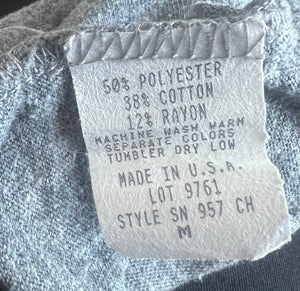 50% POLYESTER
38% COTTON
12% RAYON
MACHINE WASH WARM
SEPARATE COLORS
TUMBLER DRY LOW
MADE IN U.S.A.
LOT 9761
STYLE SN 957 CH
M